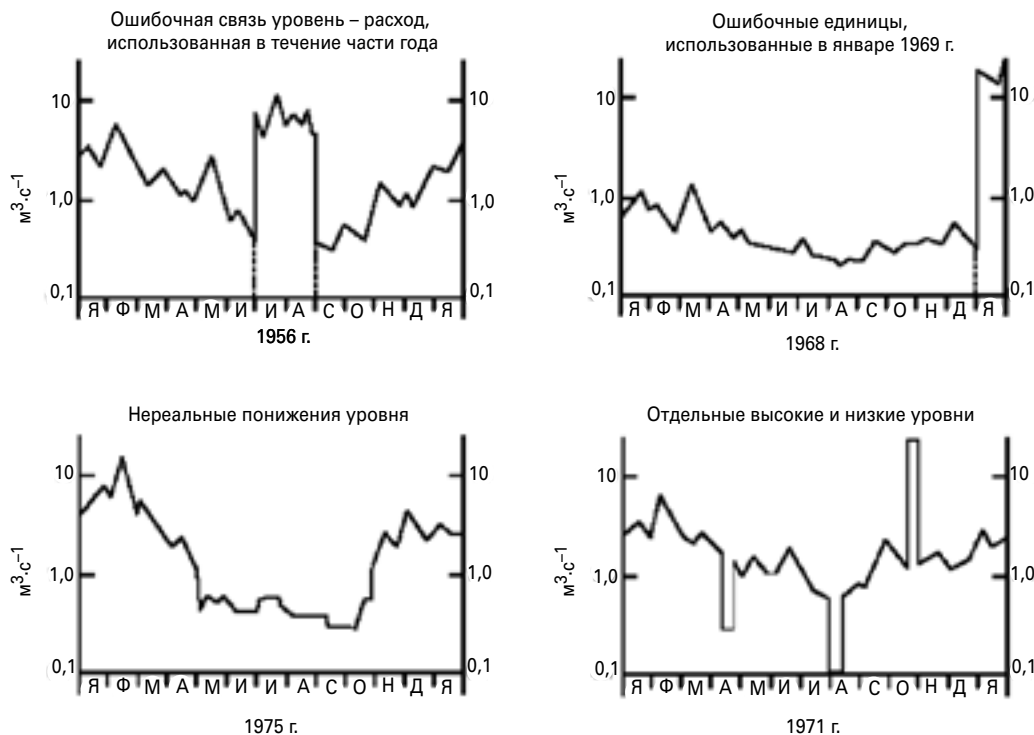 Ошибочная связь уровень – расход,
использованная в течение части года
10
1,0
0,1
м³·с⁻¹
10
1,0
0,1
Я Ф М А М И И А С О Н Д Я
1956 г.
Ошибочные единицы,
использованные в январе 1969 г.
10
1,0
0,1
м³·с⁻¹
10
1,0
0,1
Я Ф М А М И И А С О Н Д Я
1968 г.
Нереальные понижения уровня
10
1,0
0,1
м³·с⁻¹
10
1,0
0,1
Я Ф М А М И И А С О Н Д Я
1975 г.
Отдельные высокие и низкие уровни
10
1,0
0,1
м³·с⁻¹
10
1,0
0,1
Я Ф М А М И И А С О Н Д Я
1971 г.